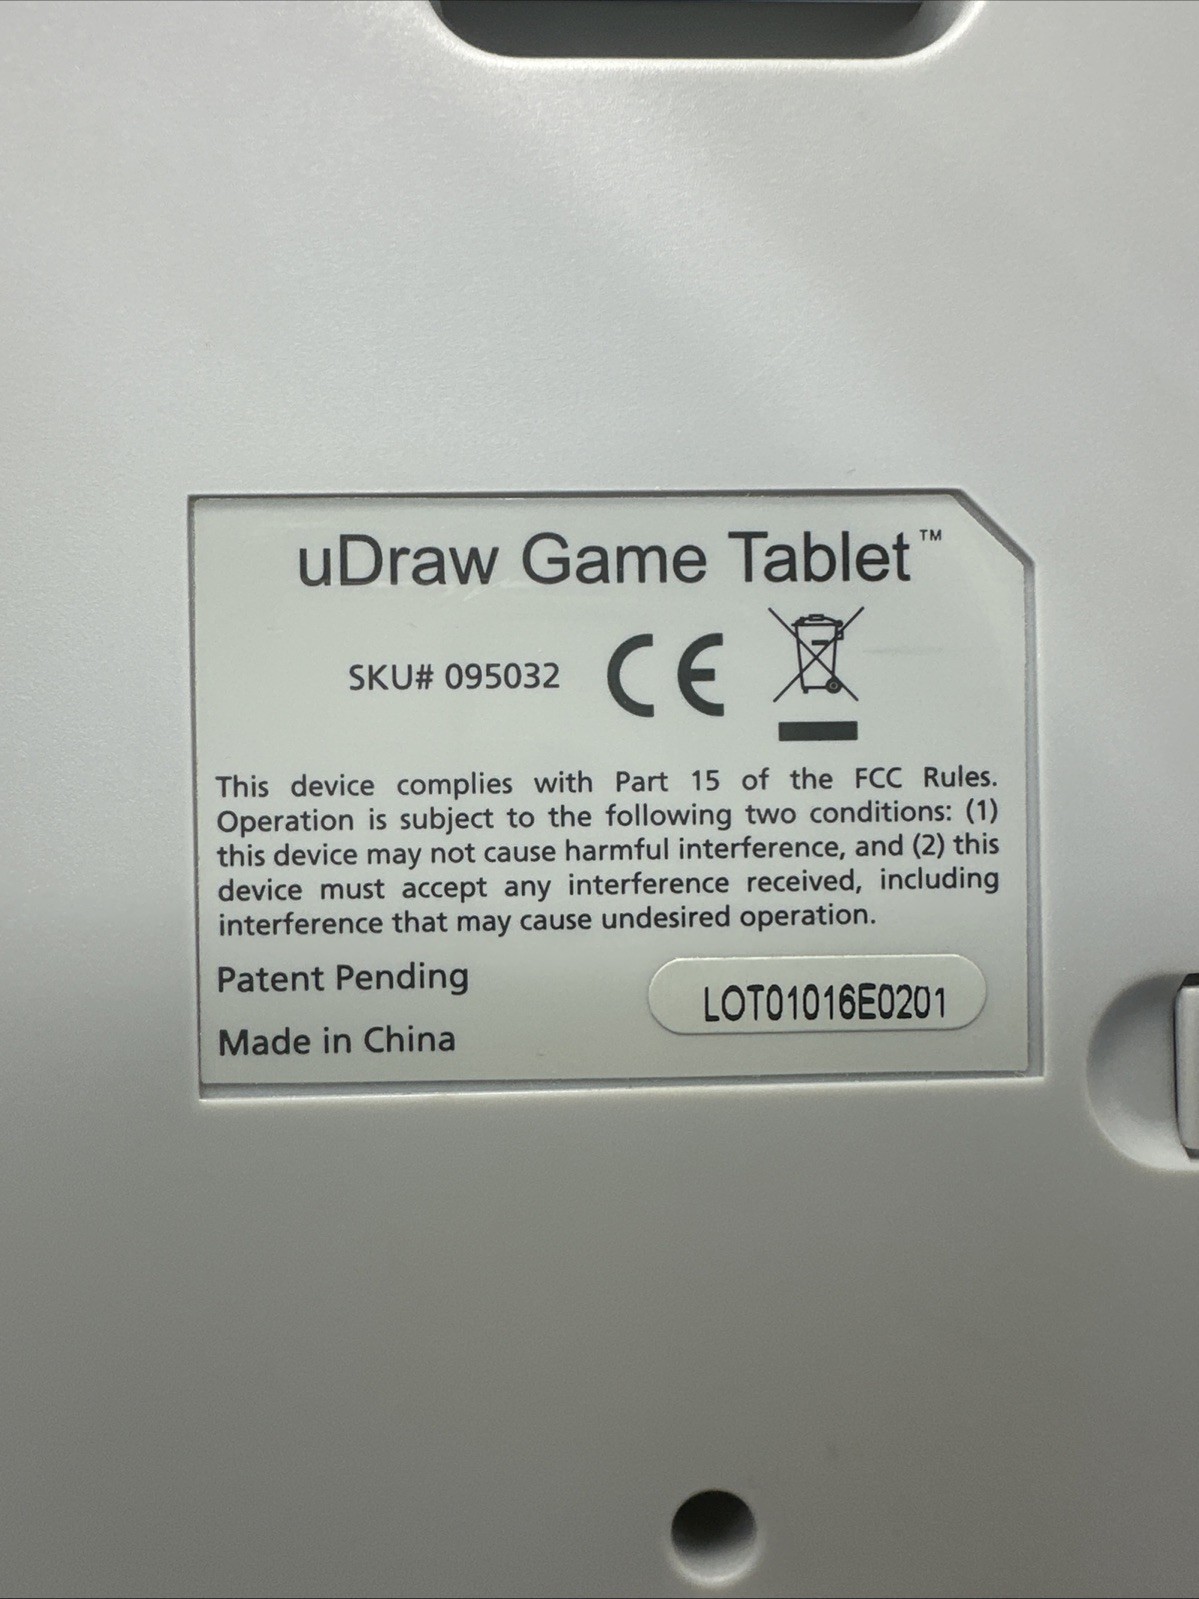 uDraw Game Tablet™
SKU# 095032 CE
This device complies with Part 15 of the FCC Rules.
Operation is subject to the following two conditions: (1)
this device may not cause harmful interference, and (2) this
device must accept any interference received, including
interference that may cause undesired operation.
Patent Pending
LOT01016E0201
Made in China